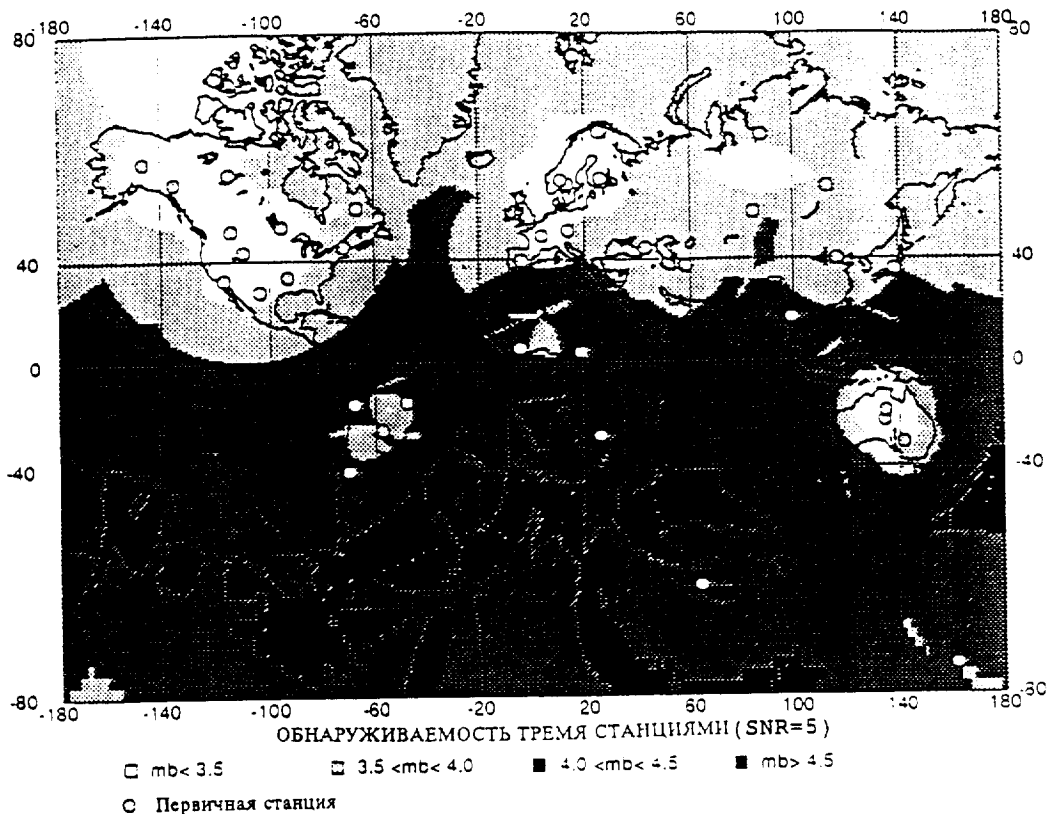 -180 -140 -100 -60 -20 20 60 100 140 180
80 80
40 40
0 0
-40 -40
-80 -80
-180 -140 -100 -60 -20 20 60 100 140 180
ОБНАРУЖИВАЕМОСТЬ ТРЕМЯ СТАНЦИЯМИ (SNR=5)
mb< 3.5 3.5 <mb< 4.0 4.0 <mb< 4.5 mb> 4.5
Первичная станция